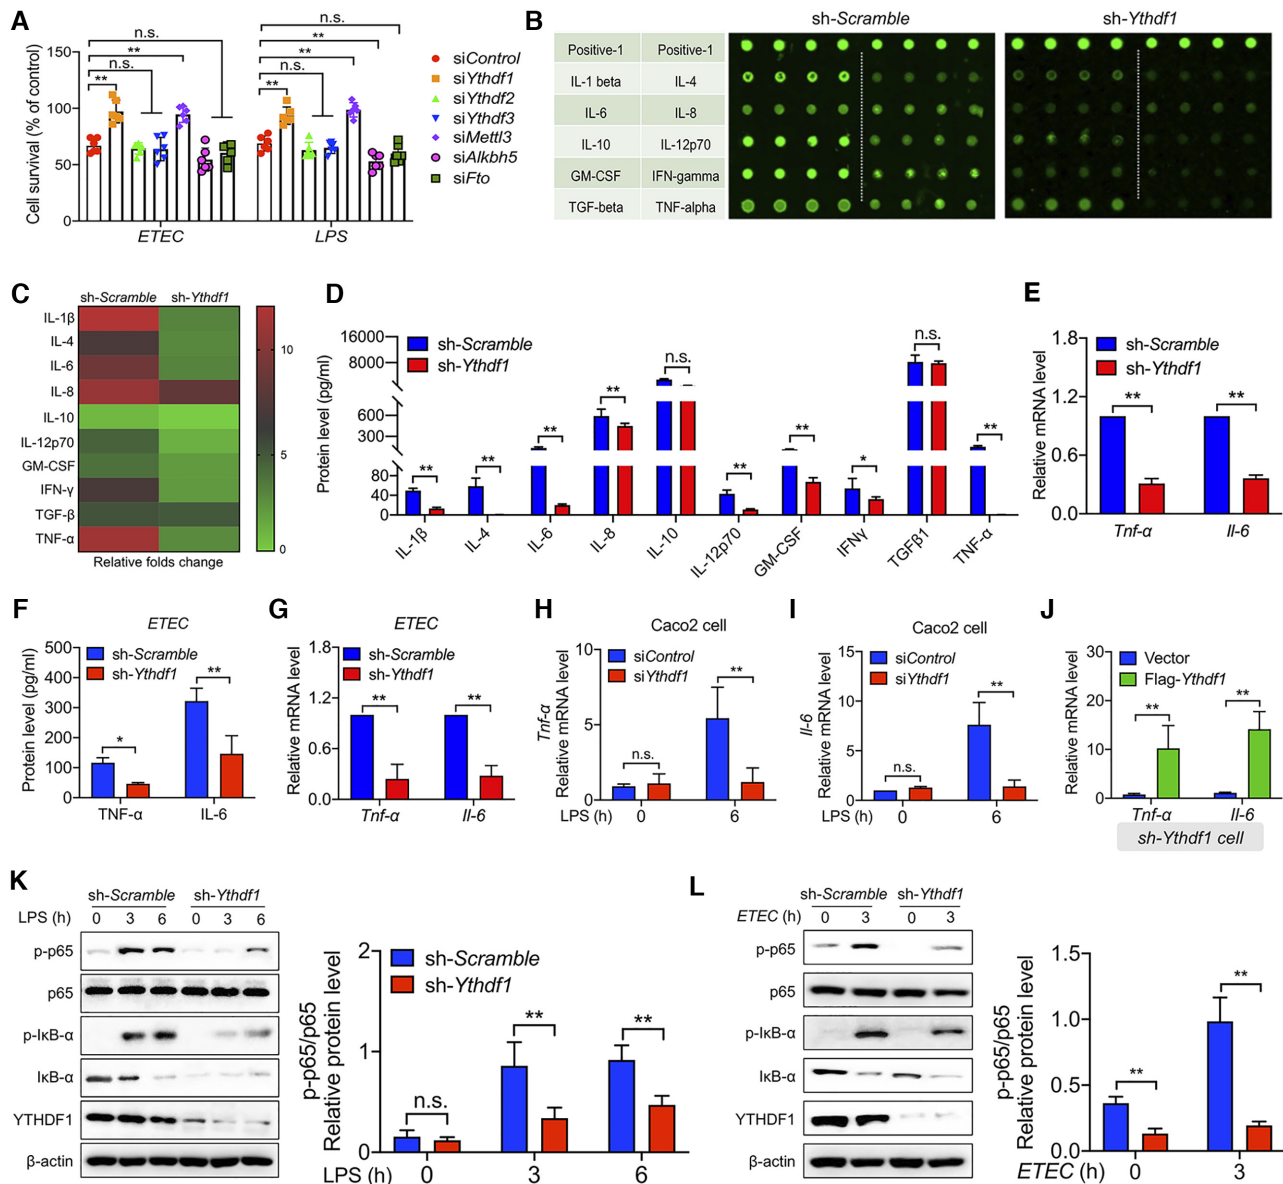 A
n.s.
**
n.s.
**
n.s.
**
**
n.s.
**
150
100
50
0
Cell survival (% of control)
ETEC
LPS
siControl
siYthdf1
siYthdf2
siYthdf3
siMettl3
siAlkbh5
siFto
B
sh-Scramble
sh-Ythdf1
Positive-1 Positive-1
IL-1 beta IL-4
IL-6 IL-8
IL-10 IL-12p70
GM-CSF IFN-gamma
TGF-beta TNF-alpha
C
sh-Scramble sh-Ythdf1
IL-1β
IL-4
IL-6
IL-8
IL-10
IL-12p70
GM-CSF
IFN-γ
TGF-β
TNF-α
Relative folds change
10
5
0
D
sh-Scramble
sh-Ythdf1
Protein level (pg/ml)
16000
8000
600
300
80
40
0
**
**
**
**
n.s.
**
**
*
n.s.
**
IL-1β
IL-4
IL-6
IL-8
IL-10
IL-12p70
GM-CSF
IFNγ
TGFβ1
TNF-α
E
sh-Scramble
sh-Ythdf1
Relative mRNA level
1.8
1.2
0.6
0.0
**
**
Tnf-α
Il-6
F
ETEC
sh-Scramble
sh-Ythdf1
Protein level (pg/ml)
500
400
300
200
100
0
*
**
TNF-α
IL-6
G
ETEC
sh-Scramble
sh-Ythdf1
Relative mRNA level
1.8
1.2
0.6
0.0
**
**
Tnf-α
Il-6
H
Caco2 cell
siControl
siYthdf1
Tnf-α
Relative mRNA level
10
5
0
n.s.
**
LPS (h)
0
6
I
Caco2 cell
siControl
siYthdf1
Il-6
Relative mRNA level
15
10
5
0
n.s.
**
LPS (h)
0
6
J
Vector
Flag-Ythdf1
Relative mRNA level
30
20
10
0
**
**
Tnf-α
Il-6
sh-Ythdf1 cell
K
sh-Scramble sh-Ythdf1
LPS (h) 0 3 6 0 3 6
p-p65
p65
p-IκB-α
IκB-α
YTHDF1
β-actin
sh-Scramble
sh-Ythdf1
p-p65/p65
Relative protein level
2
1
0
n.s.
**
**
LPS (h) 0 3 6
L
sh-Scramble sh-Ythdf1
ETEC (h) 0 3 0 3
p-p65
p65
p-IκB-α
IκB-α
YTHDF1
β-actin
p-p65/p65
Relative protein level
1.5
1.0
0.5
0.0
**
**
ETEC (h) 0 3